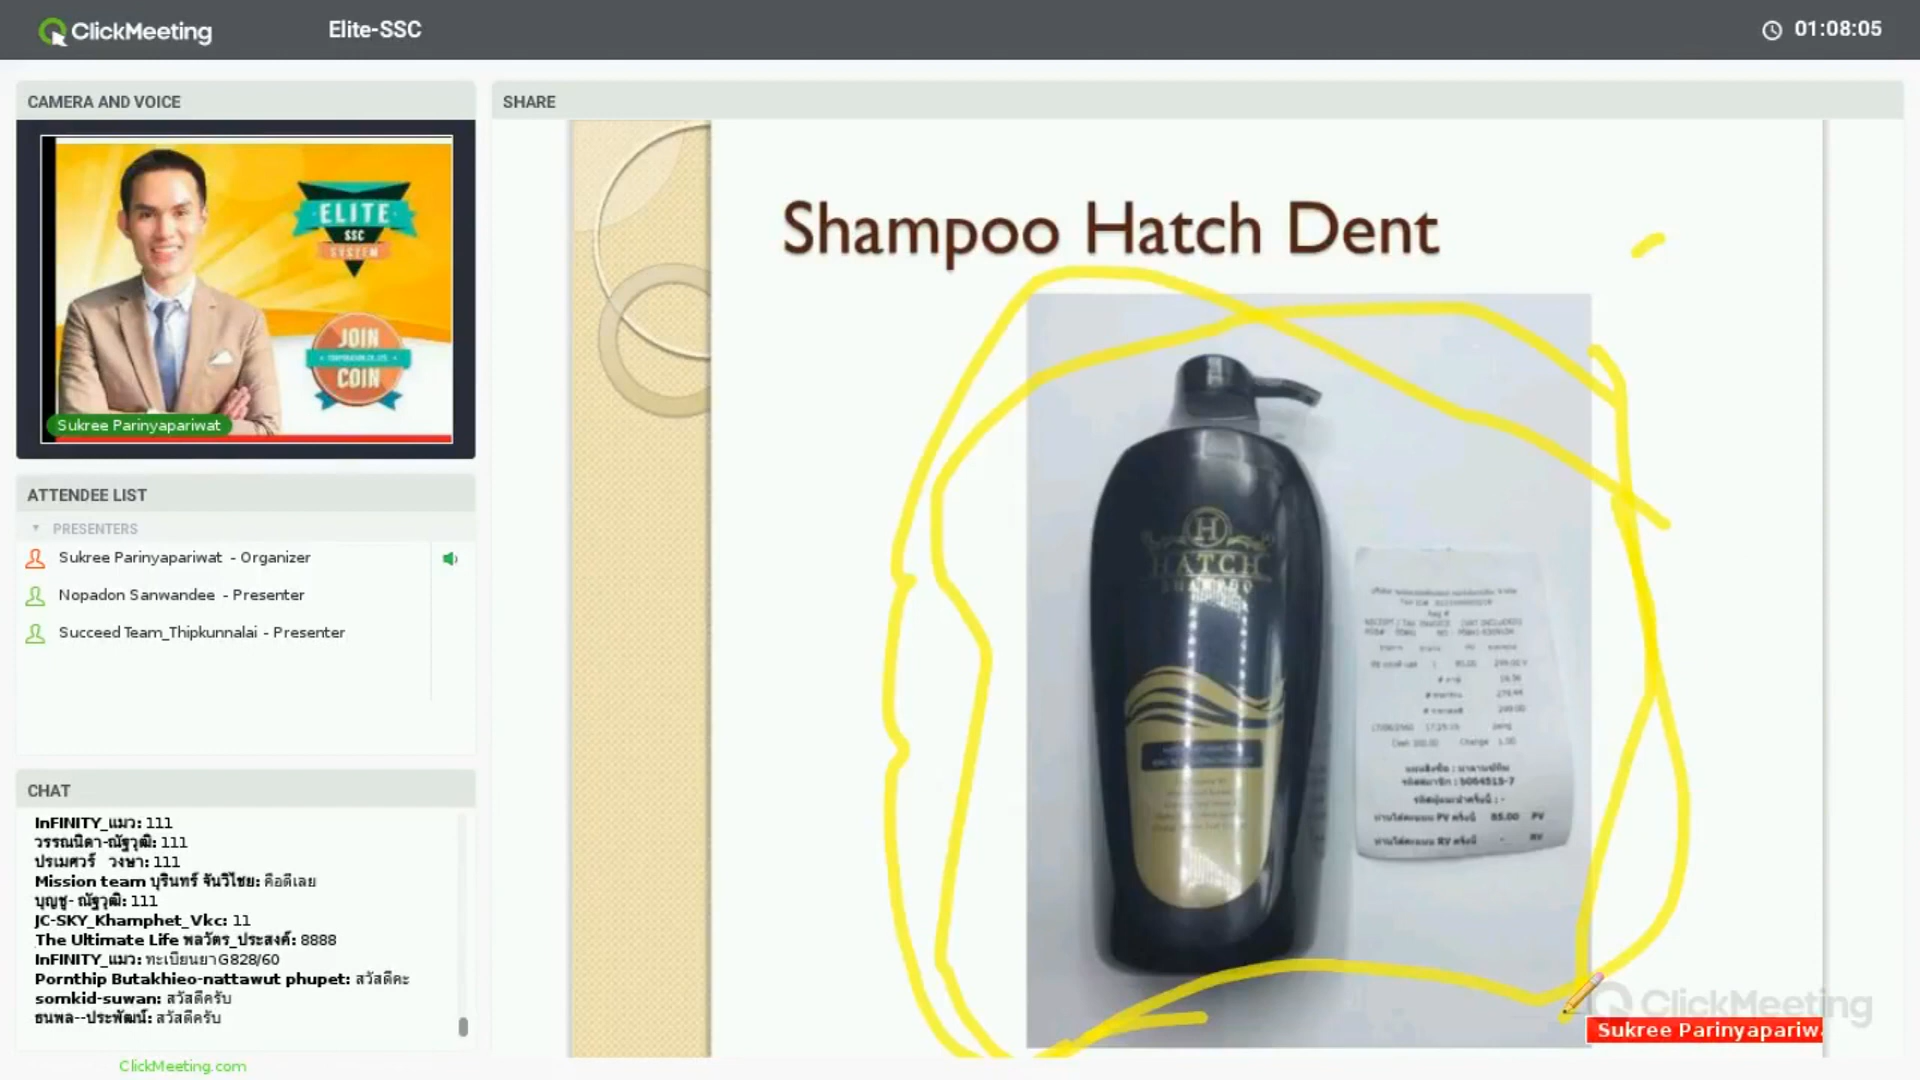 ClickMeeting
Elite-SSC
01:08:05
CAMERA AND VOICE
SHARE
ELITE
SSC
SYSTEM
JOIN
COIN
Sukree Parinyapariwat
ATTENDEE LIST
PRESENTERS
Sukree Parinyapariwat - Organizer
Nopadon Sanwandee - Presenter
Succeed Team_Thipkunnalai - Presenter
CHAT
InFINITY_แมว: 111
วรรณนิดา-ณัฐวุฒิ: 111
ปรเมศวร์ วงษา: 111
Mission team บุรินทร์ จันวิไชย: คือดีเลย
บุญชู- ณัฐวุฒิ: 111
JC-SKY_Khamphet_Vkc: 11
The Ultimate Life พลวัตร_ประสงค์: 8888
InFINITY_แมว: ทะเบียนยา G828/60
Pornthip Butakhieo-nattawut phupet: สวัสดีคะ
somkid-suwan: สวัสดีครับ
ธนพล--ประพัฒน์: สวัสดีครับ
ClickMeeting.com
Shampoo Hatch Dent
H
HATCH
SHAMPOO
85.00 PV
RV
ClickMeeting
Sukree Parinyapariw